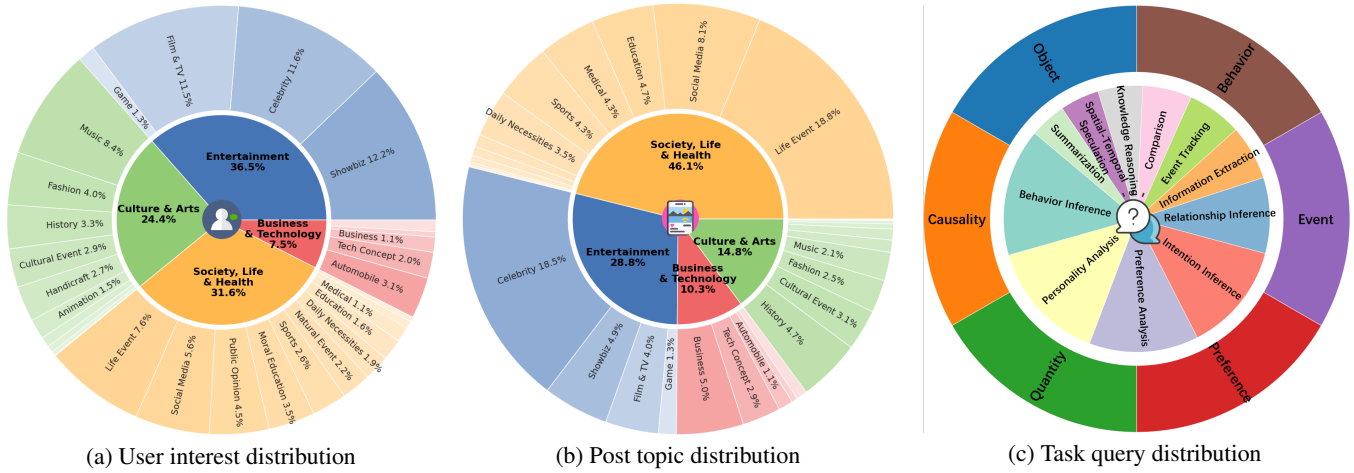 Entertainment
36.5%
Culture & Arts
24.4%
Business
& Technology
7.5%
Society, Life
& Health
31.6%
Showbiz 12.2%
Celebrity 11.6%
Film & TV 11.5%
Game 1.3%
Music 8.4%
Fashion 4.0%
History 3.3%
Cultural Event 2.9%
Handicraft 2.7%
Animation 1.5%
Life Event 7.6%
Social Media 5.6%
Public Opinion 4.5%
Moral Education 3.5%
Sports 2.6%
Natural Event 2.2%
Daily Necessities 1.9%
Education 1.6%
Medical 1.1%
Automobile 3.1%
Tech Concept 2.0%
Business 1.1%
(a) User interest distribution
Society, Life
& Health
46.1%
Entertainment
28.8%
Business
& Technology
10.3%
Culture & Arts
14.8%
Life Event 18.8%
Social Media 8.1%
Education 4.7%
Medical 4.3%
Sports 4.3%
Daily Necessities 3.5%
Celebrity 18.5%
Showbiz 4.9%
Film & TV 4.0%
Game 1.3%
Business 5.0%
Tech Concept 2.9%
Automobile 1.1%
History 4.7%
Cultural Event 3.1%
Fashion 2.5%
Music 2.1%
(b) Post topic distribution
Object
Behavior
Event
Preference
Quantity
Causality
Knowledge Reasoning
Comparison
Event Tracking
Information Extraction
Relationship Inference
Intention Inference
Preference Analysis
Personality Analysis
Behavior Inference
Summarization
Spatial-Temporal
Speculation
?
(c) Task query distribution